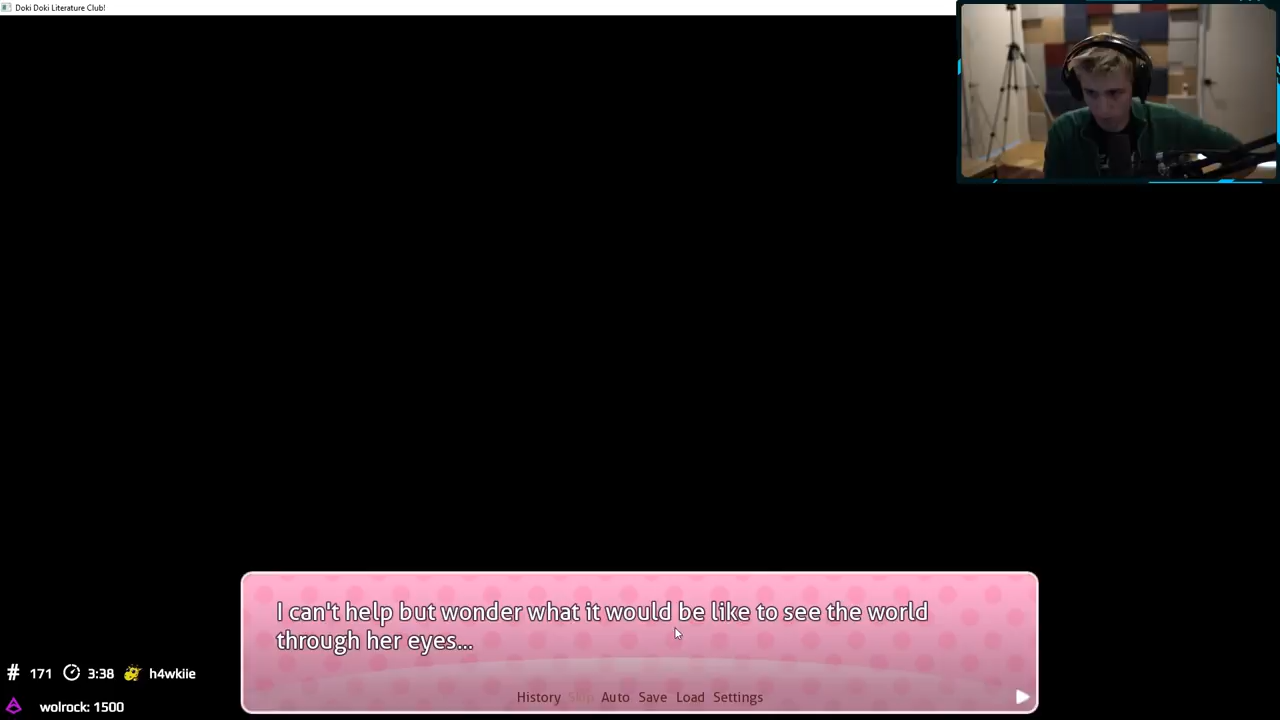 Doki Doki Literature Club!
I can't help but wonder what it would be like to see the world
through her eyes...
History Skip Auto Save Load Settings
# 171 3:38 h4wkiie
wolrock: 1500